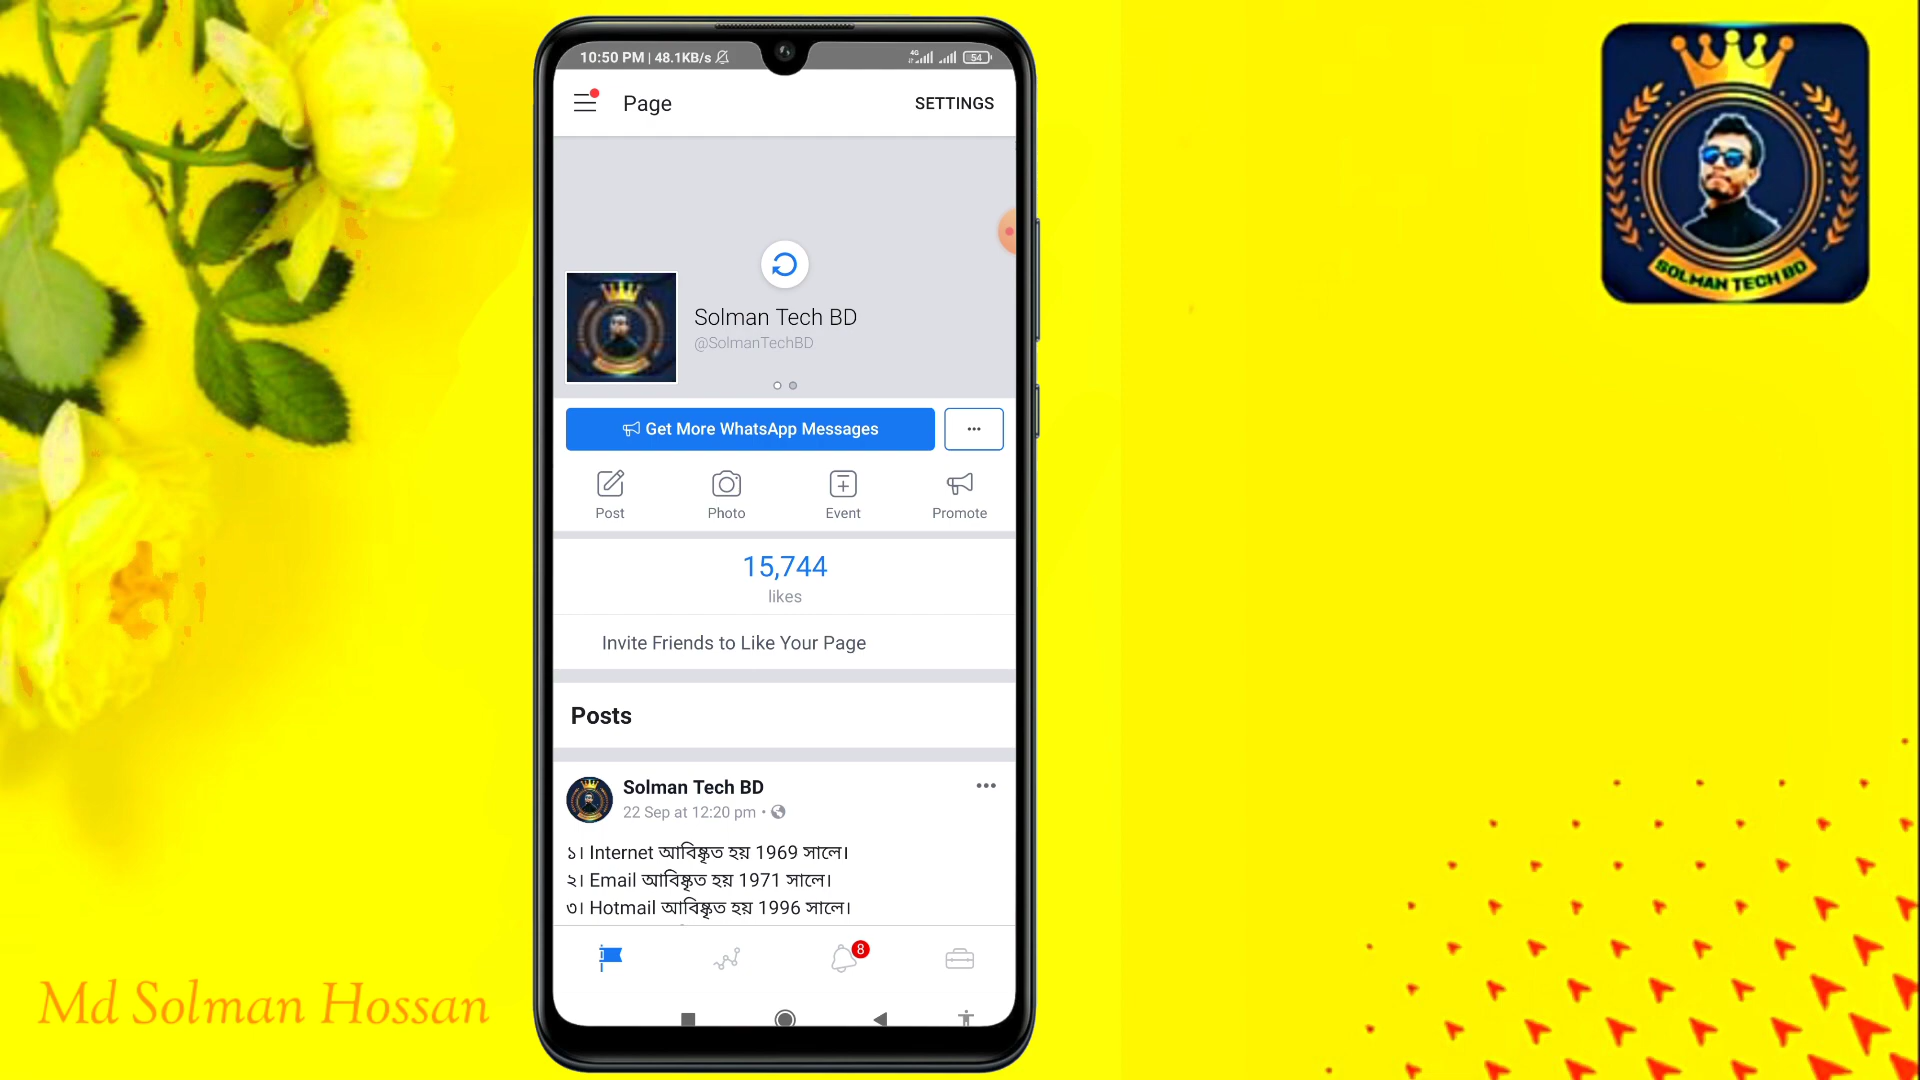 10:50 PM | 48.1KB/s
4G
54
Page
SETTINGS
Solman Tech BD
@SolmanTechBD
Get More WhatsApp Messages
Post
Photo
Event
Promote
15,744
likes
Invite Friends to Like Your Page
Posts
Solman Tech BD
22 Sep at 12:20 pm •
১। Internet আবিষ্কৃত হয় 1969 সালে।
২। Email আবিষ্কৃত হয় 1971 সালে।
৩। Hotmail আবিষ্কৃত হয় 1996 সালে।
8
SOLMAN TECH BD
Md Solman Hossan